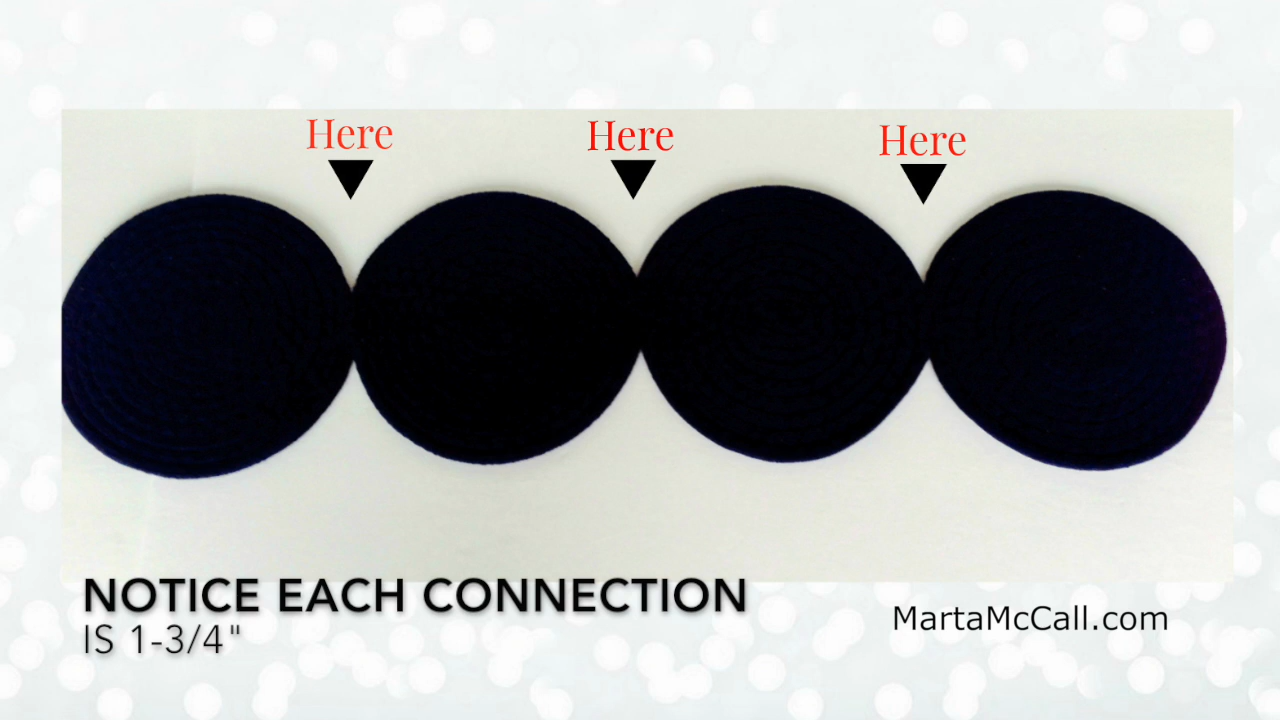 Here
Here
Here
NOTICE EACH CONNECTION
IS 1-3/4"
MartaMcCall.com